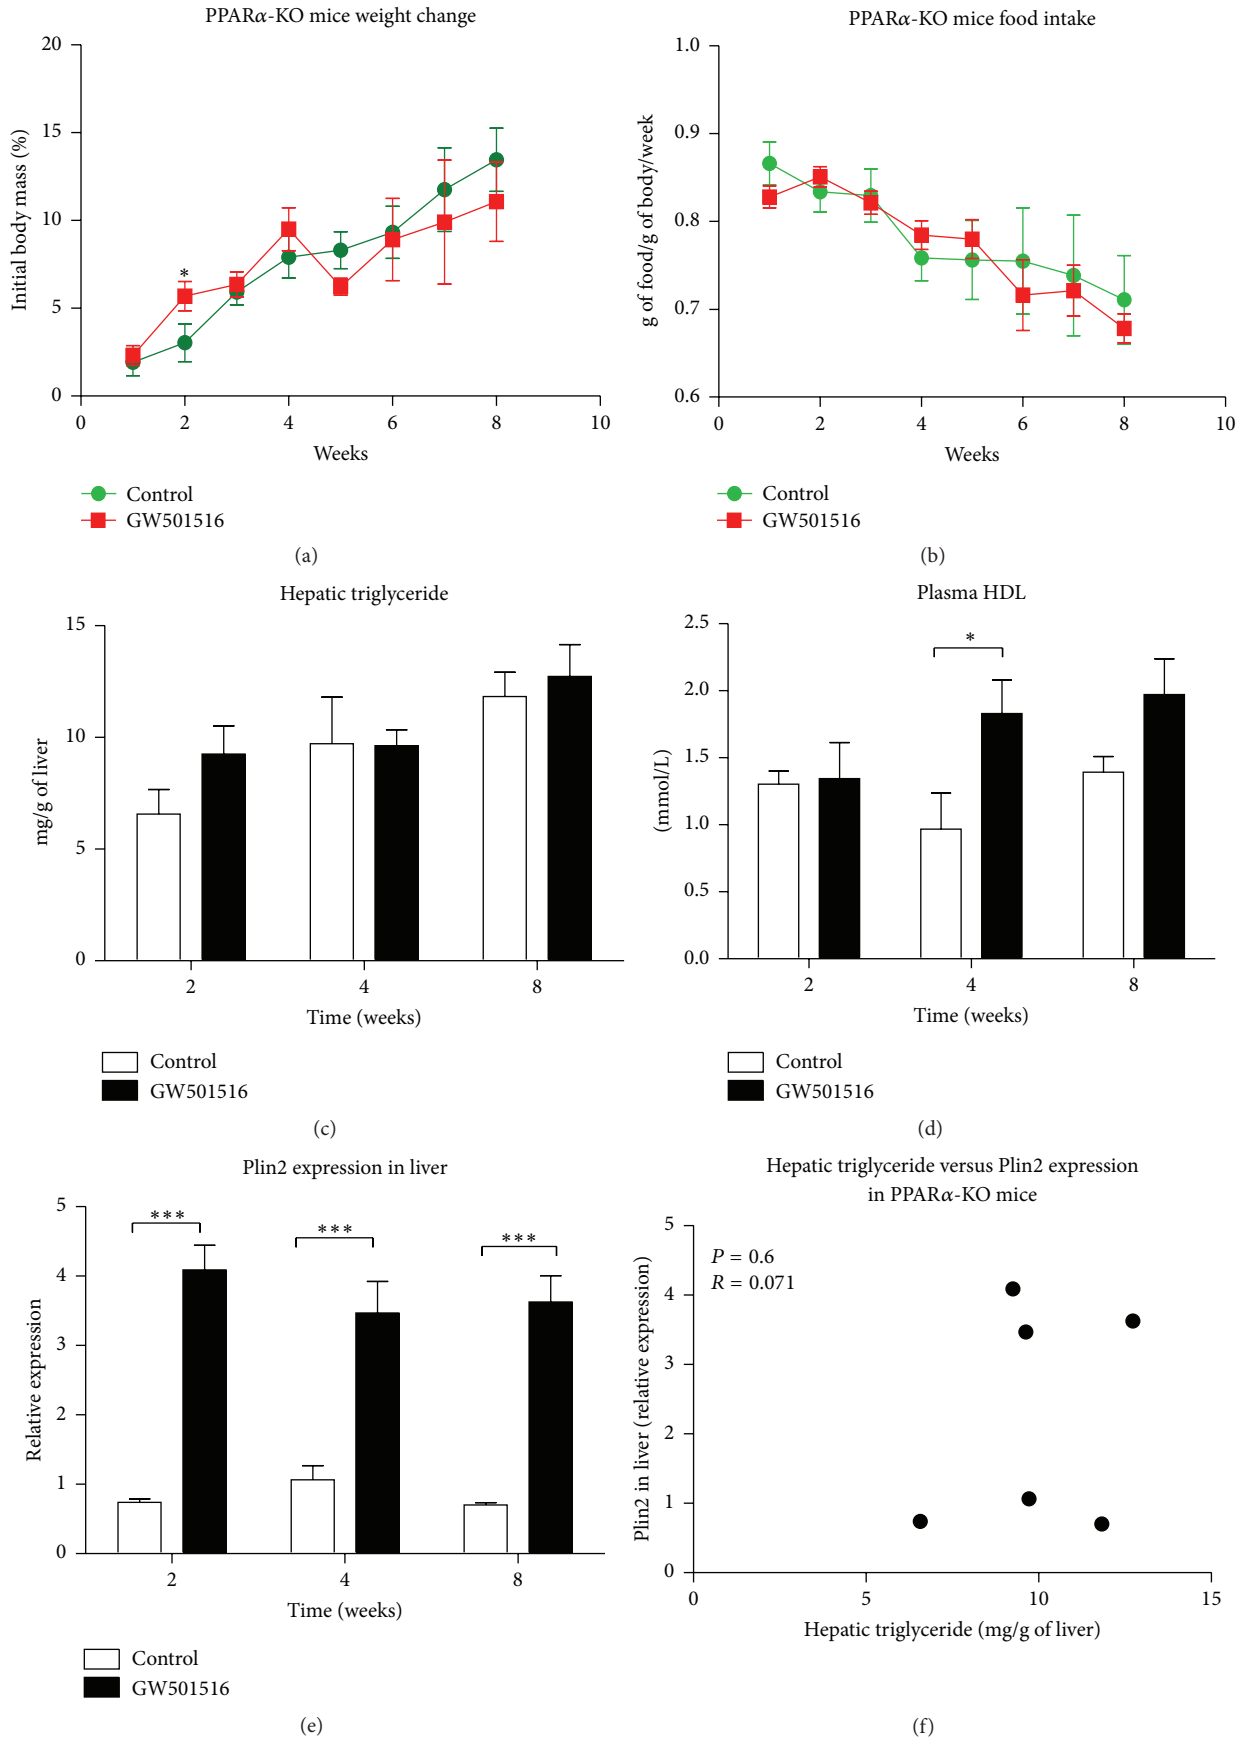 PPARα-KO mice weight change
20
15
10
5
0
Initial body mass (%)
*
0 2 4 6 8 10
Weeks
Control
GW501516
(a)
PPARα-KO mice food intake
1.0
0.9
0.8
0.7
0.6
g of food/g of body/week
0 2 4 6 8 10
Weeks
Control
GW501516
(b)
Hepatic triglyceride
15
10
5
0
mg/g of liver
2 4 8
Time (weeks)
Control
GW501516
(c)
Plasma HDL
2.5
2.0
1.5
1.0
0.5
0.0
(mmol/L)
*
2 4 8
Time (weeks)
Control
GW501516
(d)
Plin2 expression in liver
5
4
3
2
1
0
Relative expression
*** *** ***
2 4 8
Time (weeks)
Control
GW501516
(e)
Hepatic triglyceride versus Plin2 expression
in PPARα-KO mice
5
4
3
2
1
0
Plin2 in liver (relative expression)
P = 0.6
R = 0.071
0 5 10 15
Hepatic triglyceride (mg/g of liver)
(f)